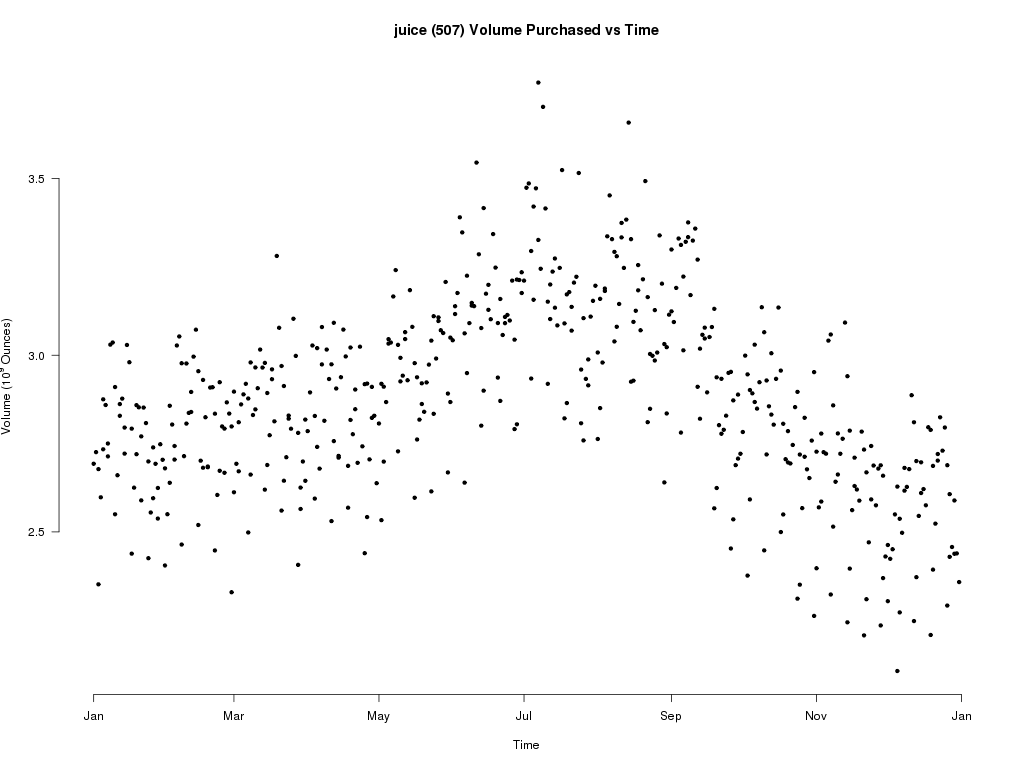 juice (507) Volume Purchased vs Time
Volume (10⁹ Ounces)
3.5
3.0
2.5
Jan Mar May Jul Sep Nov Jan
Time